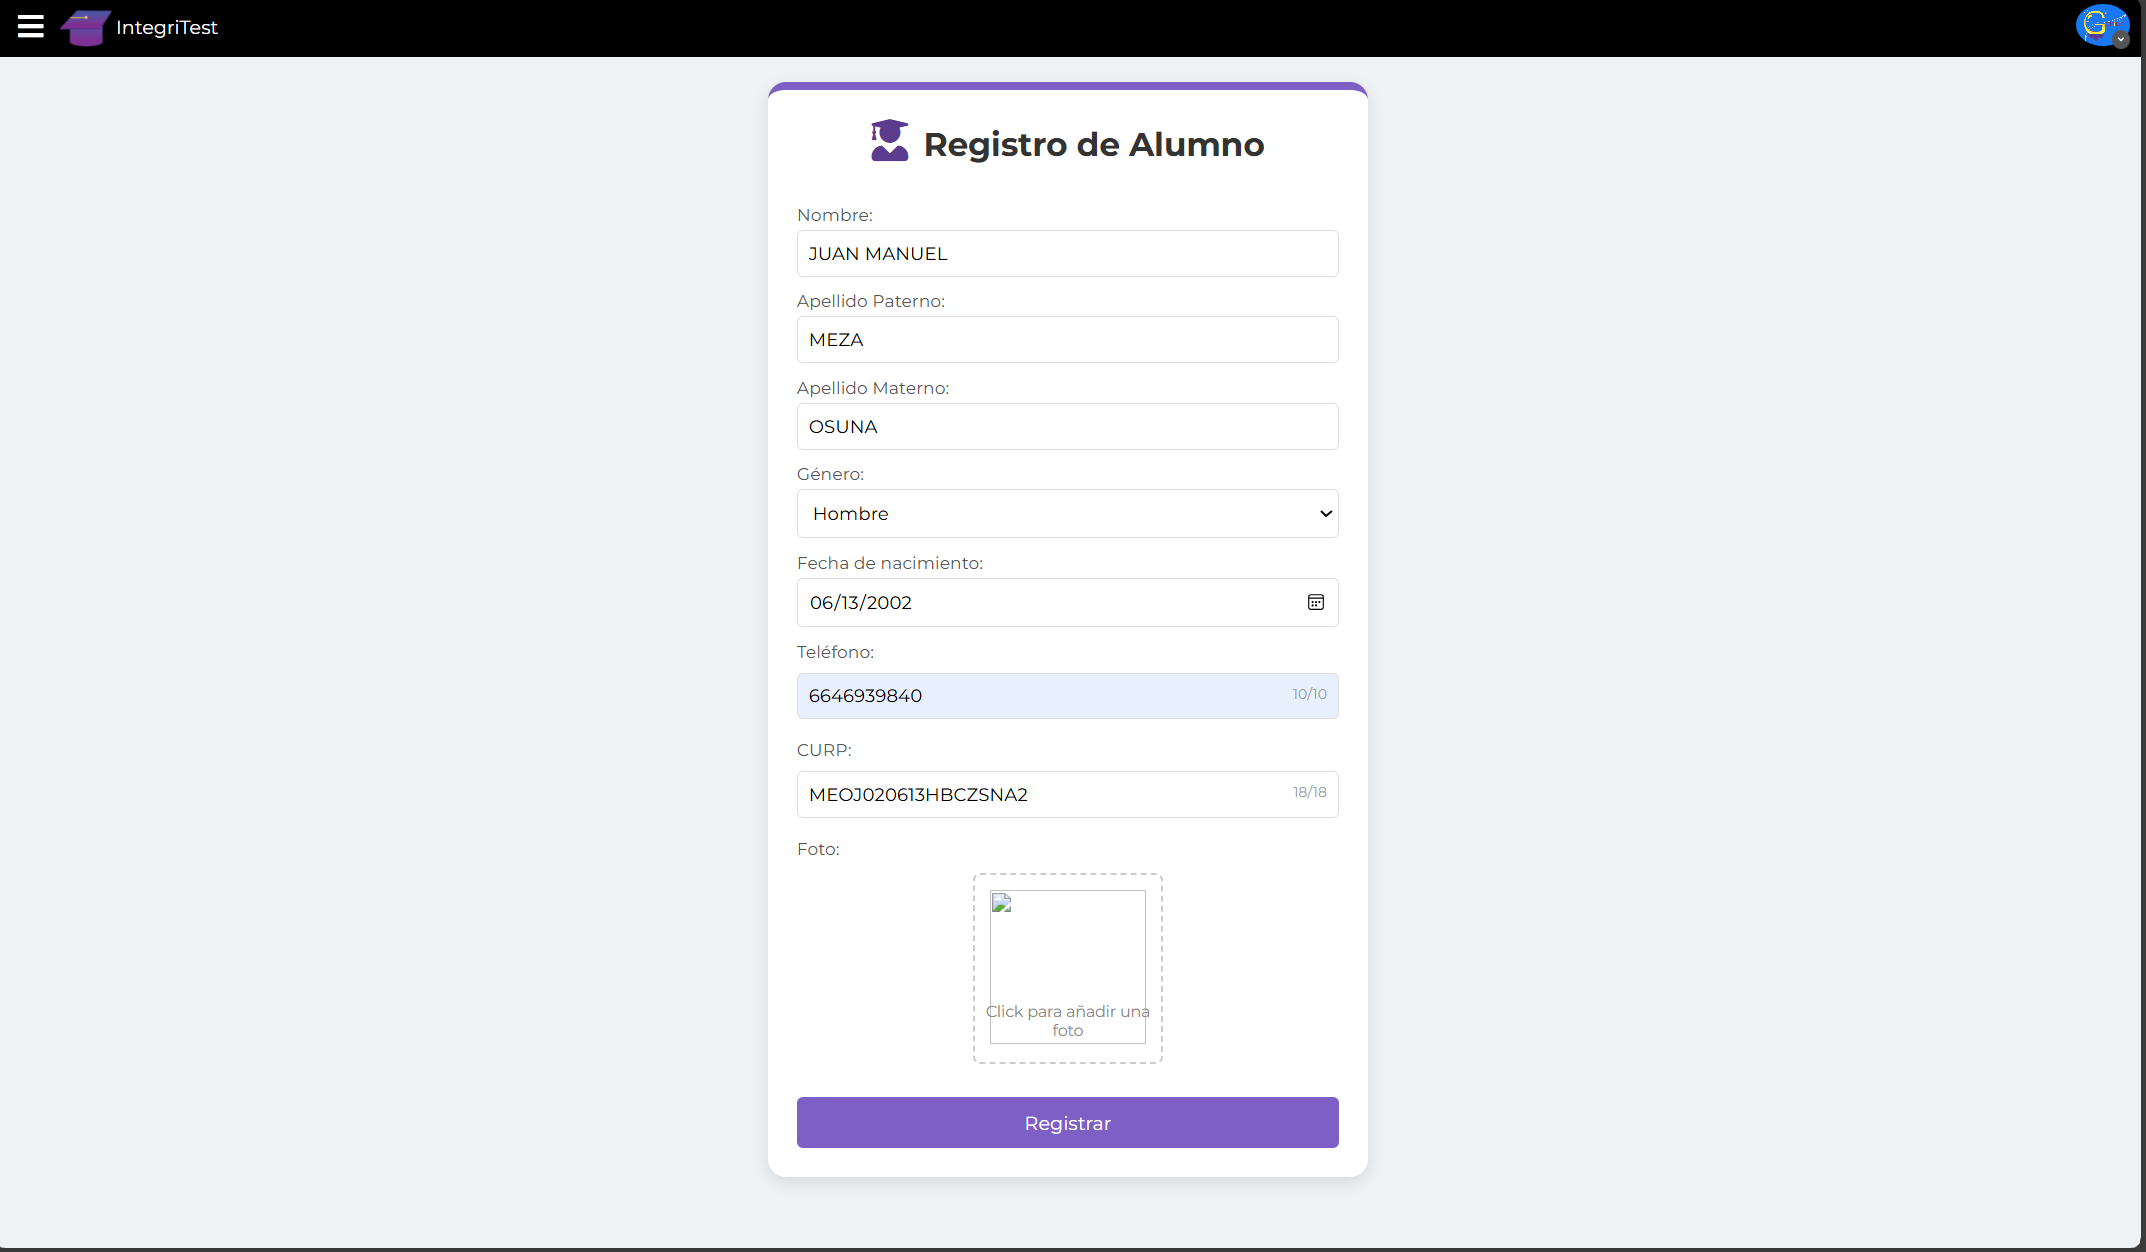 IntegriTest
Registro de Alumno
Nombre:
JUAN MANUEL
Apellido Paterno:
MEZA
Apellido Materno:
OSUNA
Género:
Hombre
Fecha de nacimiento:
06/13/2002
Teléfono:
6646939840 10/10
CURP:
MEOJ020613HBCZSNA2 18/18
Foto:
Click para añadir una
foto
Registrar